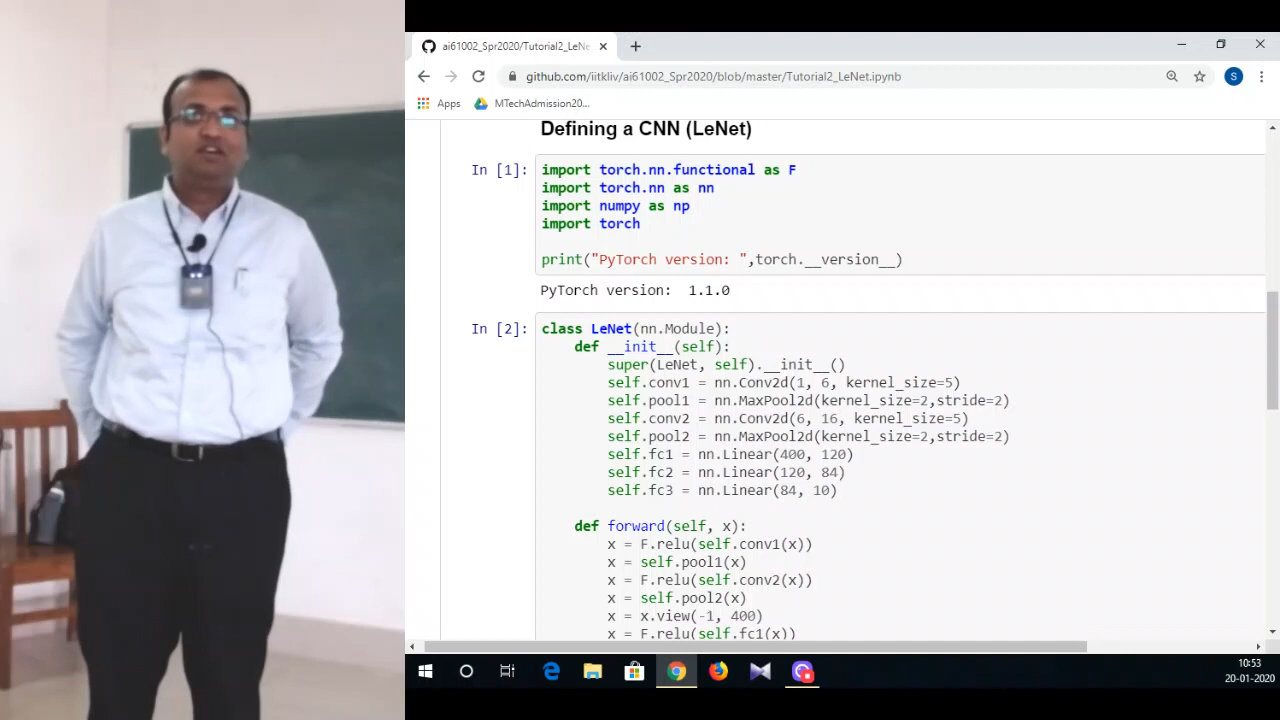 ai61002_Spr2020/Tutorial2_LeNe
github.com/iitkliv/ai61002_Spr2020/blob/master/Tutorial2_LeNet.ipynb
S
Apps MTechAdmission20...
Defining a CNN (LeNet)
In [1]: import torch.nn.functional as F
import torch.nn as nn
import numpy as np
import torch
print("PyTorch version: ",torch.__version__)
PyTorch version:  1.1.0
In [2]: class LeNet(nn.Module):
def __init__(self):
super(LeNet, self).__init__()
self.conv1 = nn.Conv2d(1, 6, kernel_size=5)
self.pool1 = nn.MaxPool2d(kernel_size=2,stride=2)
self.conv2 = nn.Conv2d(6, 16, kernel_size=5)
self.pool2 = nn.MaxPool2d(kernel_size=2,stride=2)
self.fc1 = nn.Linear(400, 120)
self.fc2 = nn.Linear(120, 84)
self.fc3 = nn.Linear(84, 10)
def forward(self, x):
x = F.relu(self.conv1(x))
x = self.pool1(x)
x = F.relu(self.conv2(x))
x = self.pool2(x)
x = x.view(-1, 400)
x = F.relu(self.fc1(x))
10:53
20-01-2020